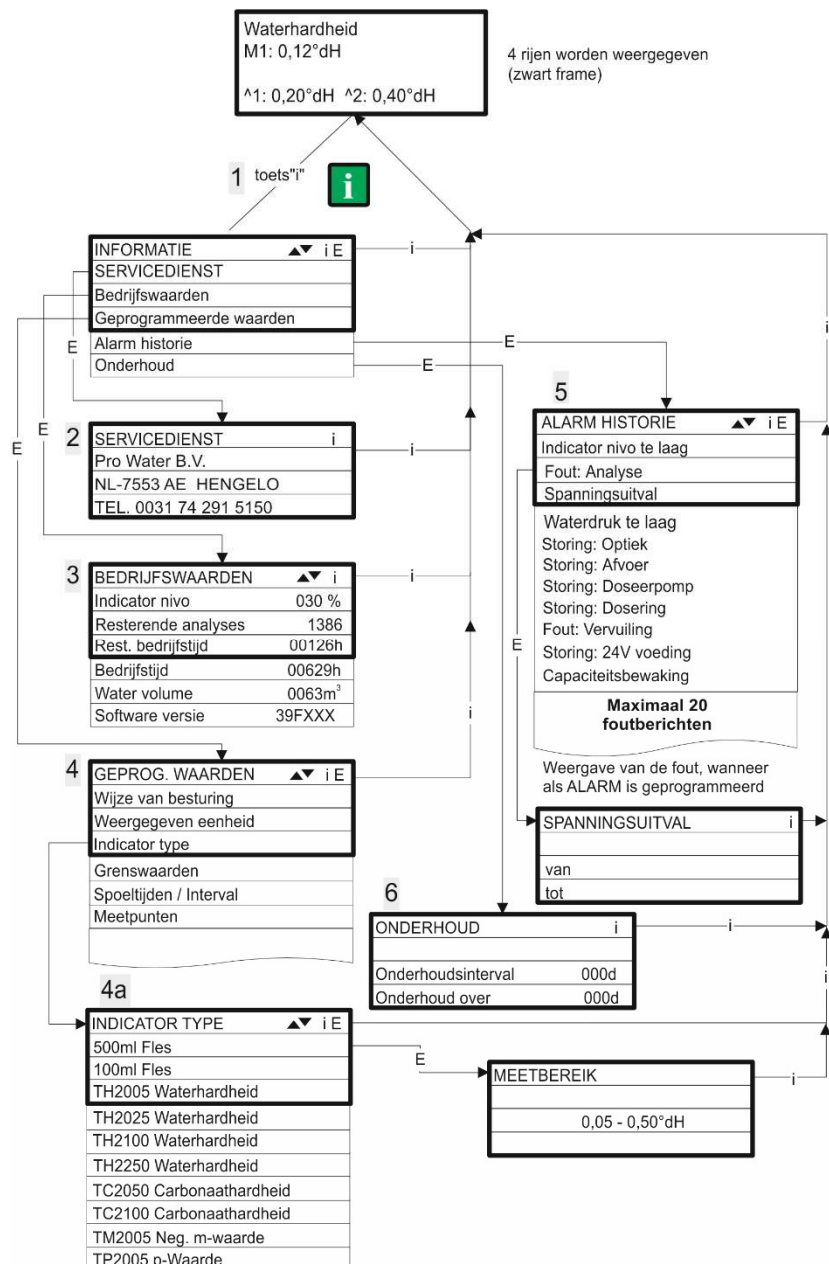 Waterhardheid
M1: 0,12°dH
^1: 0,20°dH ^2: 0,40°dH
4 rijen worden weergegeven
(zwart frame)
1 toets"i"
i
INFORMATIE ▲▼ i E
SERVICEDIENST
Bedrijfswaarden
Geprogrammeerde waarden
Alarm historie
Onderhoud
i
E
E
E
E
E
i
2
SERVICEDIENST i
Pro Water B.V.
NL-7553 AE HENGELO
TEL. 0031 74 291 5150
i
3
BEDRIJFSWAARDEN ▲▼ i
Indicator nivo 030 %
Resterende analyses 1386
Rest. bedrijfstijd 00126h
Bedrijfstijd 00629h
Water volume 0063m³
Software versie 39FXXX
i
4
GEPROG. WAARDEN ▲▼ i E
Wijze van besturing
Weergegeven eenheid
Indicator type
Grenswaarden
Spoeltijden / Interval
Meetpunten
i
4a
INDICATOR TYPE ▲▼ i E
500ml Fles
100ml Fles
TH2005 Waterhardheid
TH2025 Waterhardheid
TH2100 Waterhardheid
TH2250 Waterhardheid
TC2050 Carbonaathardheid
TC2100 Carbonaathardheid
TM2005 Neg. m-waarde
TP2005 p-Waarde
E
MEETBEREIK
0,05 - 0,50°dH
i
5
ALARM HISTORIE ▲▼ i E
Indicator nivo te laag
Fout: Analyse
Spanningsuitval
Waterdruk te laag
Storing: Optiek
Storing: Afvoer
Storing: Doseerpomp
Storing: Dosering
Fout: Vervuiling
Storing: 24V voeding
Capaciteitsbewaking
Maximaal 20
foutberichten
E
Weergave van de fout, wanneer
als ALARM is geprogrammeerd
SPANNINGSUITVAL i
van
tot
6
ONDERHOUD i
Onderhoudsinterval 000d
Onderhoud over 000d
i
i